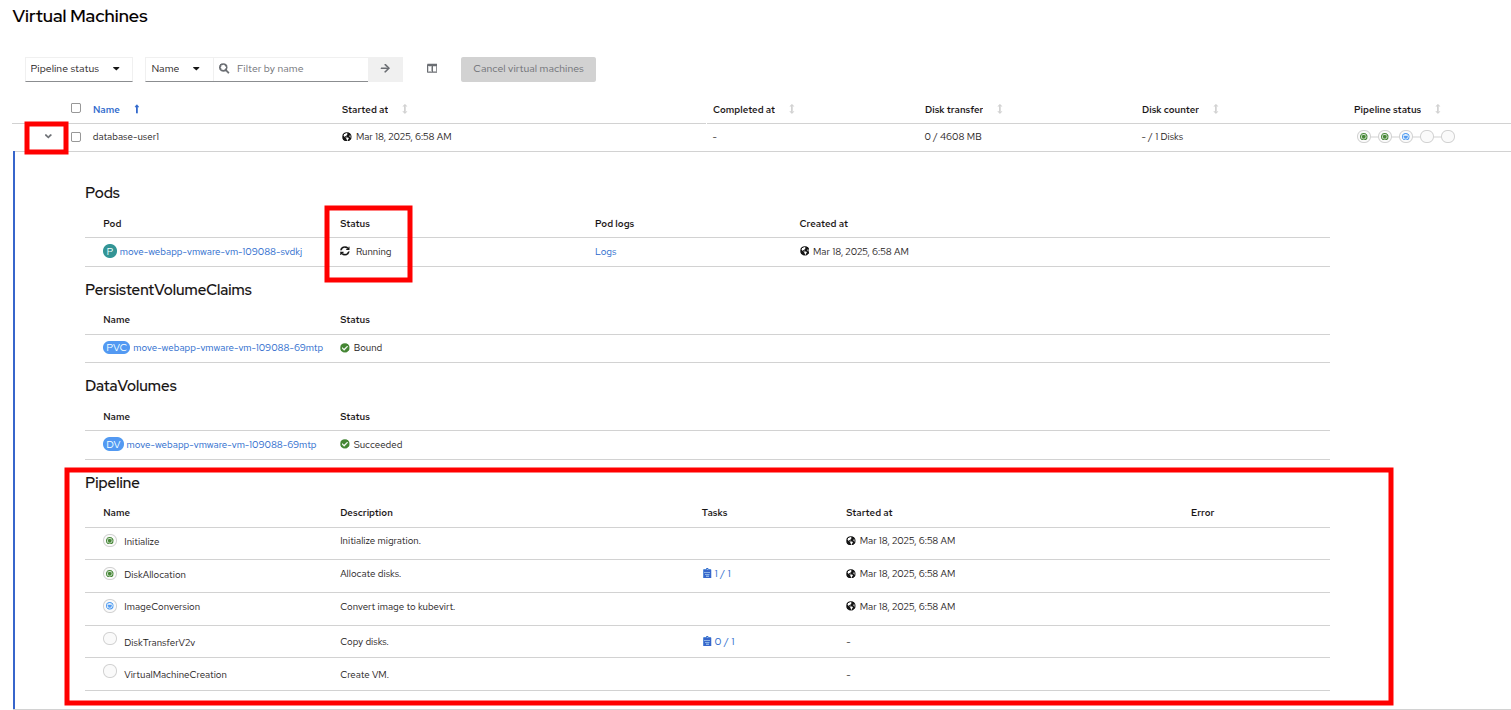 Virtual Machines
Pipeline status Name Filter by name Cancel virtual machines
Name Started at Completed at Disk transfer Disk counter Pipeline status
database-user1 Mar 18, 2025, 6:58 AM - 0 / 4608 MB - / 1 Disks
Pods
Pod Status Pod logs Created at
P move-webapp-vmware-vm-109088-svdkj Running Logs Mar 18, 2025, 6:58 AM
PersistentVolumeClaims
Name Status
PVC move-webapp-vmware-vm-109088-69mtp Bound
DataVolumes
Name Status
DV move-webapp-vmware-vm-109088-69mtp Succeeded
Pipeline
Name Description Tasks Started at Error
Initialize Initialize migration. Mar 18, 2025, 6:58 AM
DiskAllocation Allocate disks. 1 / 1 Mar 18, 2025, 6:58 AM
ImageConversion Convert image to kubevirt. Mar 18, 2025, 6:58 AM
DiskTransferV2v Copy disks. 0 / 1 -
VirtualMachineCreation Create VM. -